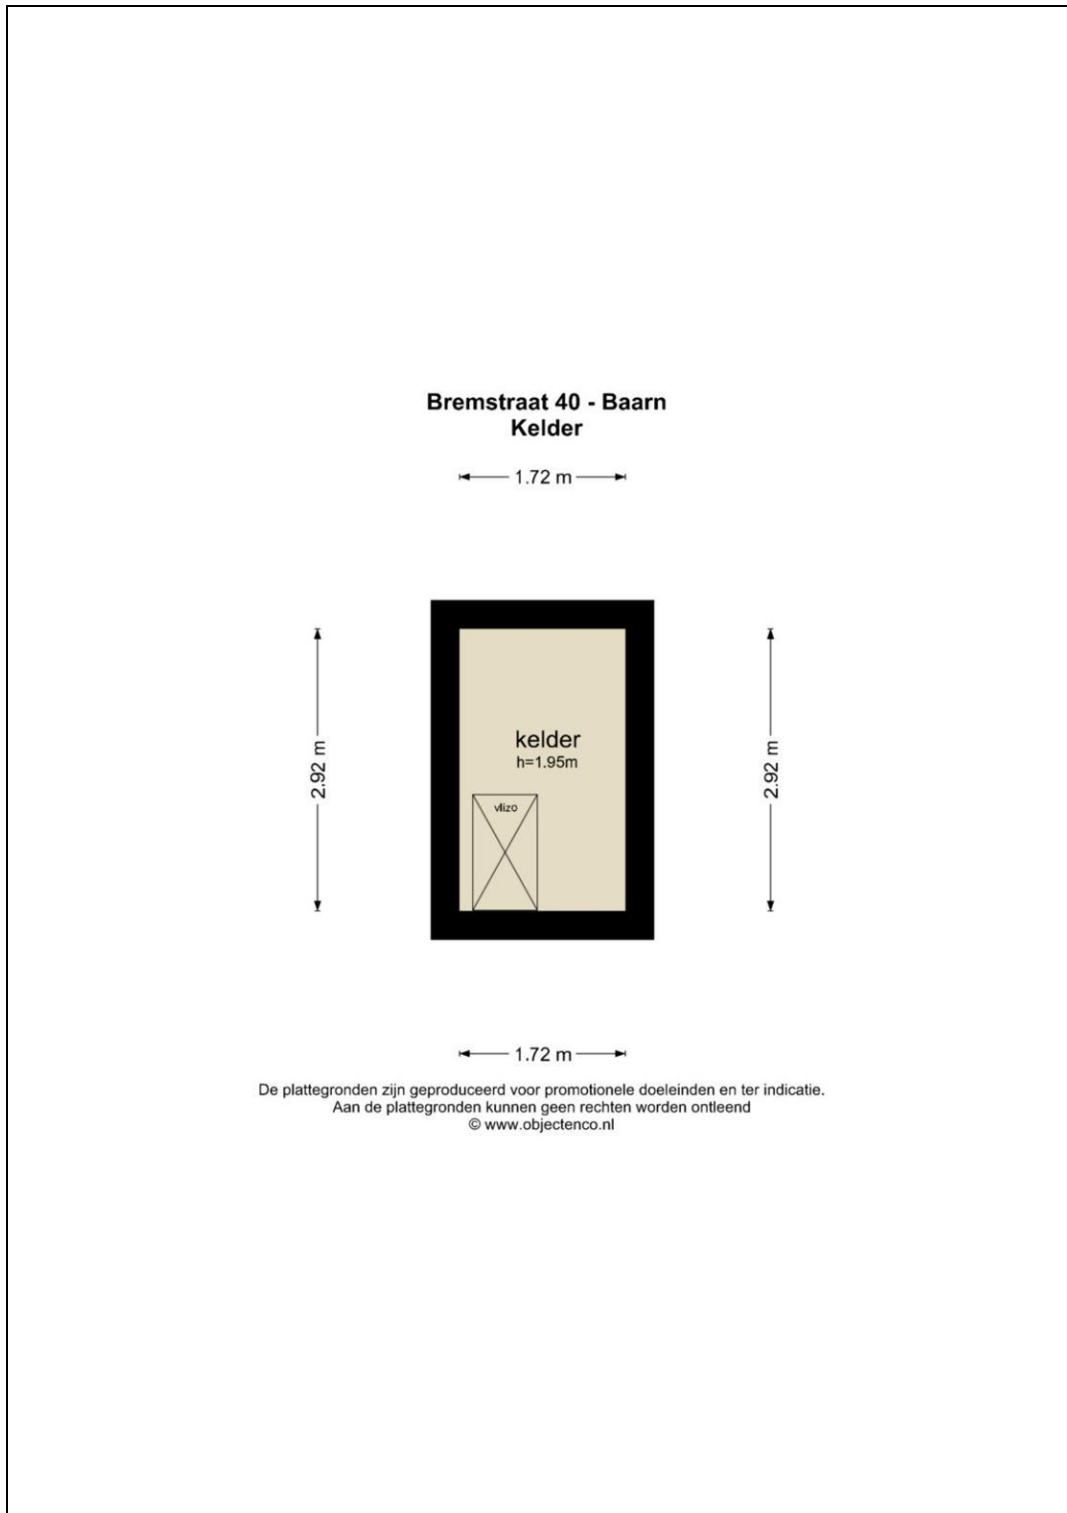 Bremstraat 40 - Baarn
Kelder
1.72 m
2.92 m
kelder
h=1.95m
2.92 m
vlizo
1.72 m
De plattegronden zijn geproduceerd voor promotionele doeleinden en ter indicatie.
Aan de plattegronden kunnen geen rechten worden ontleend
© www.objectenco.nl